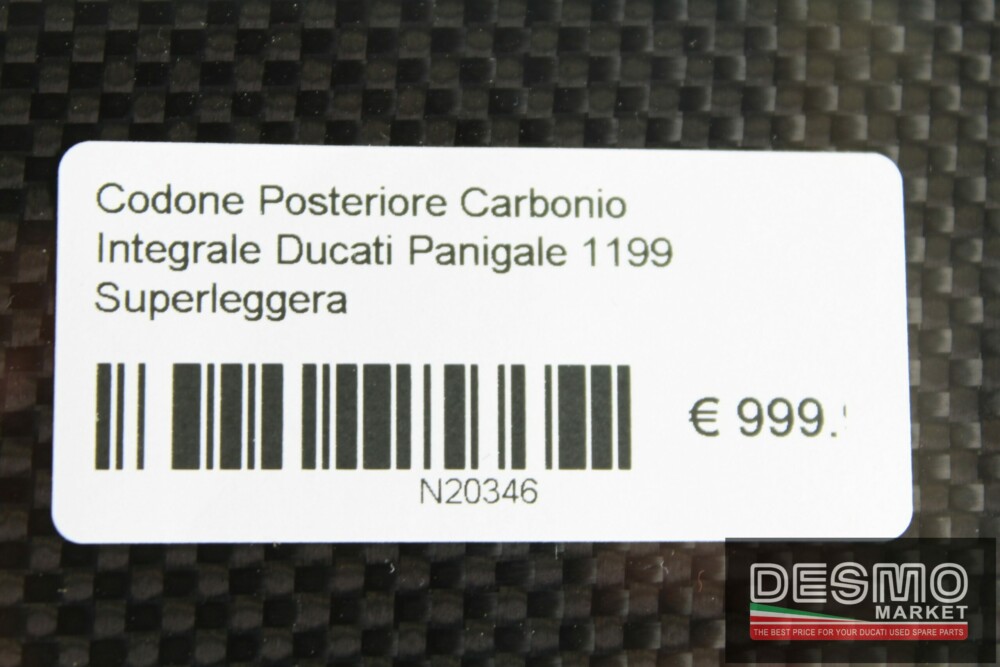 Codone Posteriore Carbonio
Integrale Ducati Panigale 1199
Superleggera
€ 999.
N20346
DESMO
MARKET
THE BEST PRICE FOR YOUR DUCATI USED SPARE PARTS